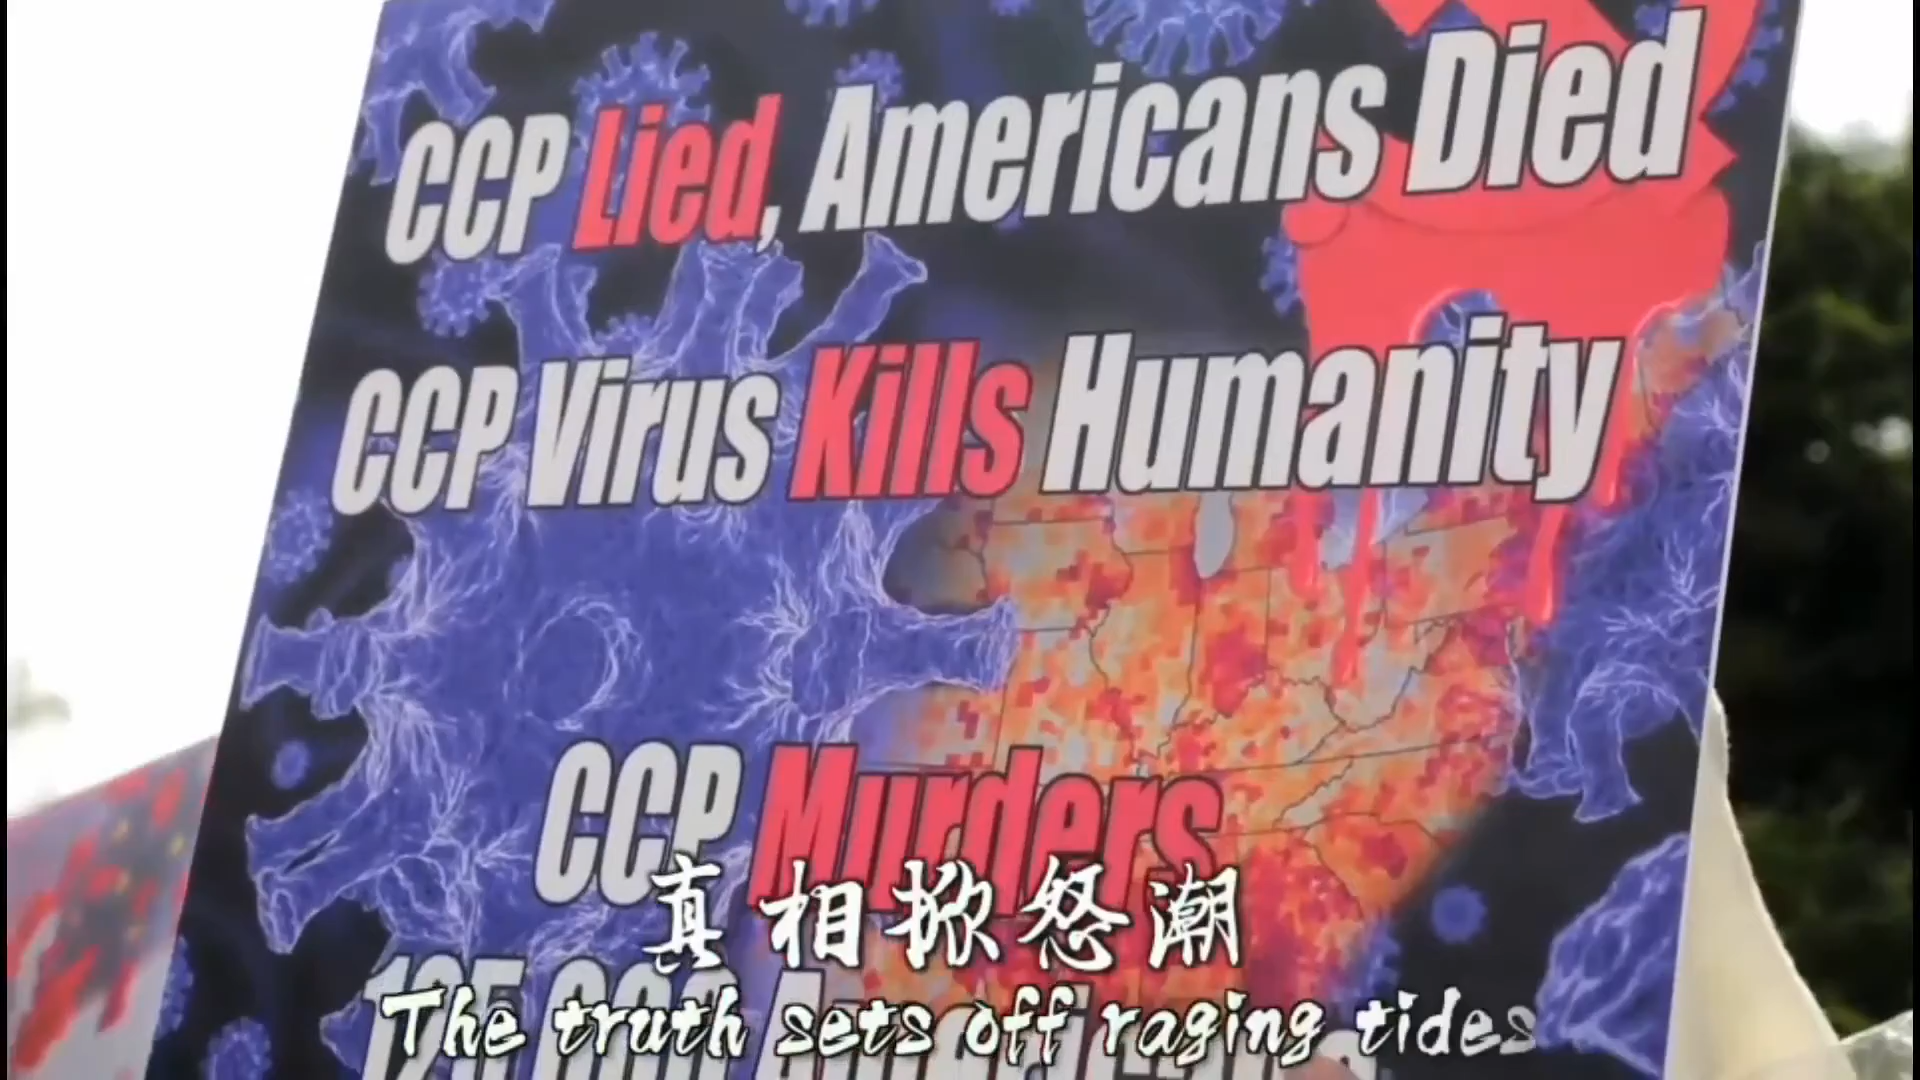 CCP Lied, Americans Died
CCP Virus Kills Humanity
CCP Murders
真相掀怒潮
The truth sets off raging tides